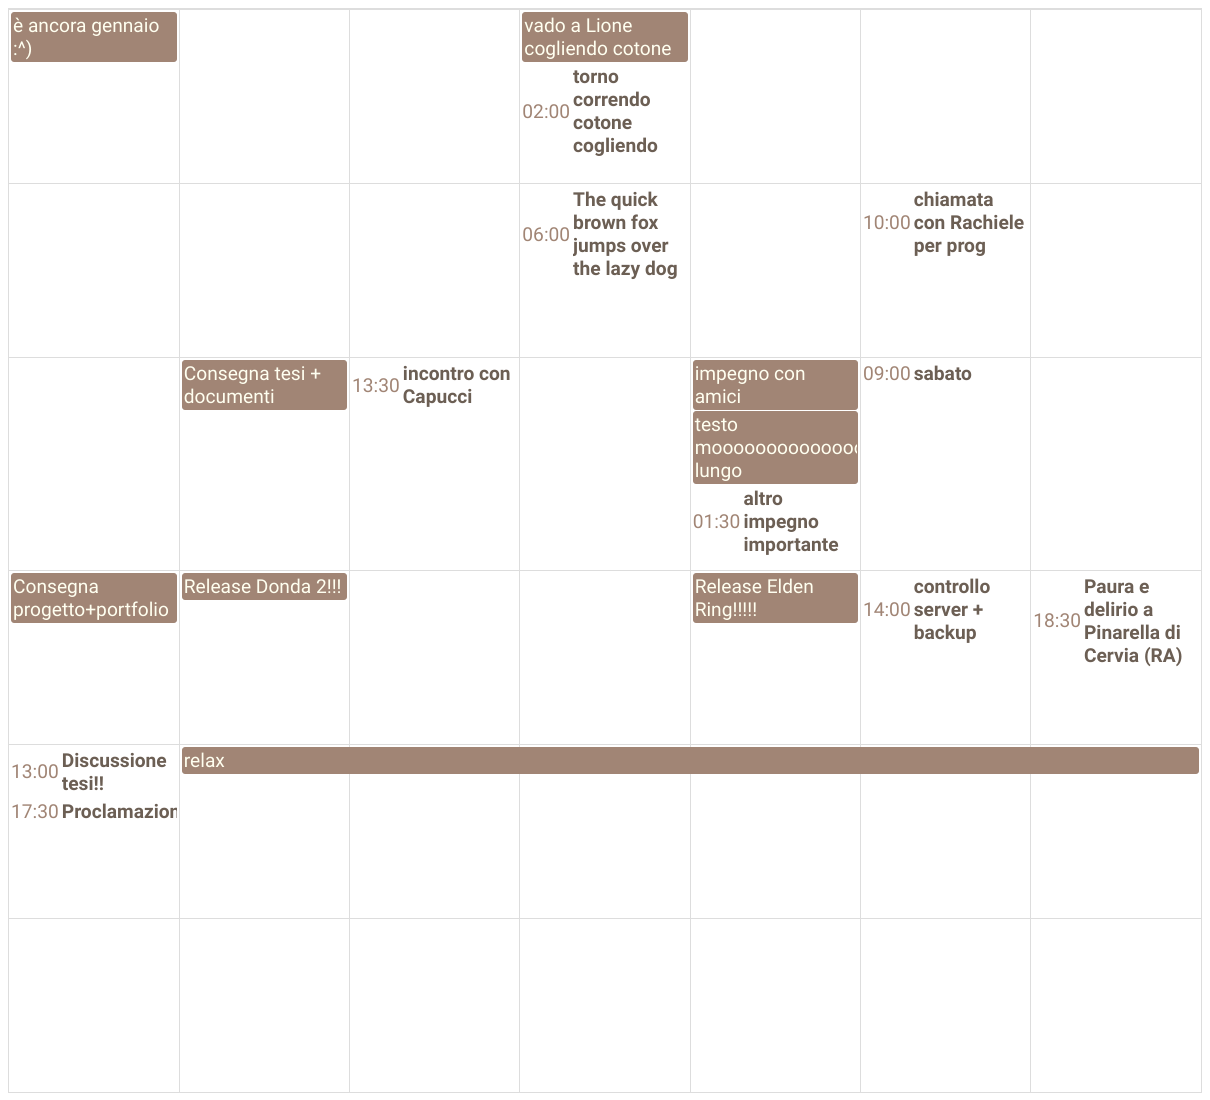 è ancora gennaio
:^)
vado a Lione
cogliendo cotone
02:00
torno
correndo
cotone
cogliendo
06:00
The quick
brown fox
jumps over
the lazy dog
10:00
chiamata
con Rachiele
per prog
Consegna tesi +
documenti
13:30
incontro con
Capucci
impegno con
amici
testo
lungo
01:30
altro
impegno
importante
09:00 sabato
Consegna
progetto+portfolio
Release Donda 2!!!
Release Elden
Ring!!!!!
14:00
controllo
server +
backup
18:30
Paura e
delirio a
Pinarella di
Cervia (RA)
13:00
Discussione
tesi!!
17:30 Proclamazion
relax